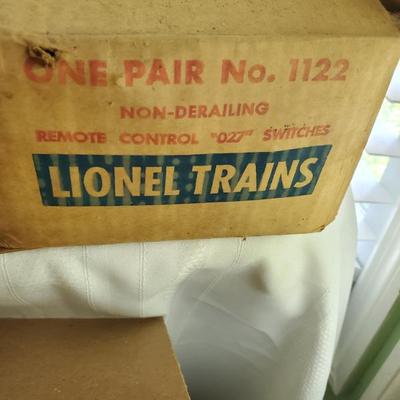 ONE PAIR No. 1122
NON-DERAILING
REMOTE CONTROL "027" SWITCHES
LIONEL TRAINS